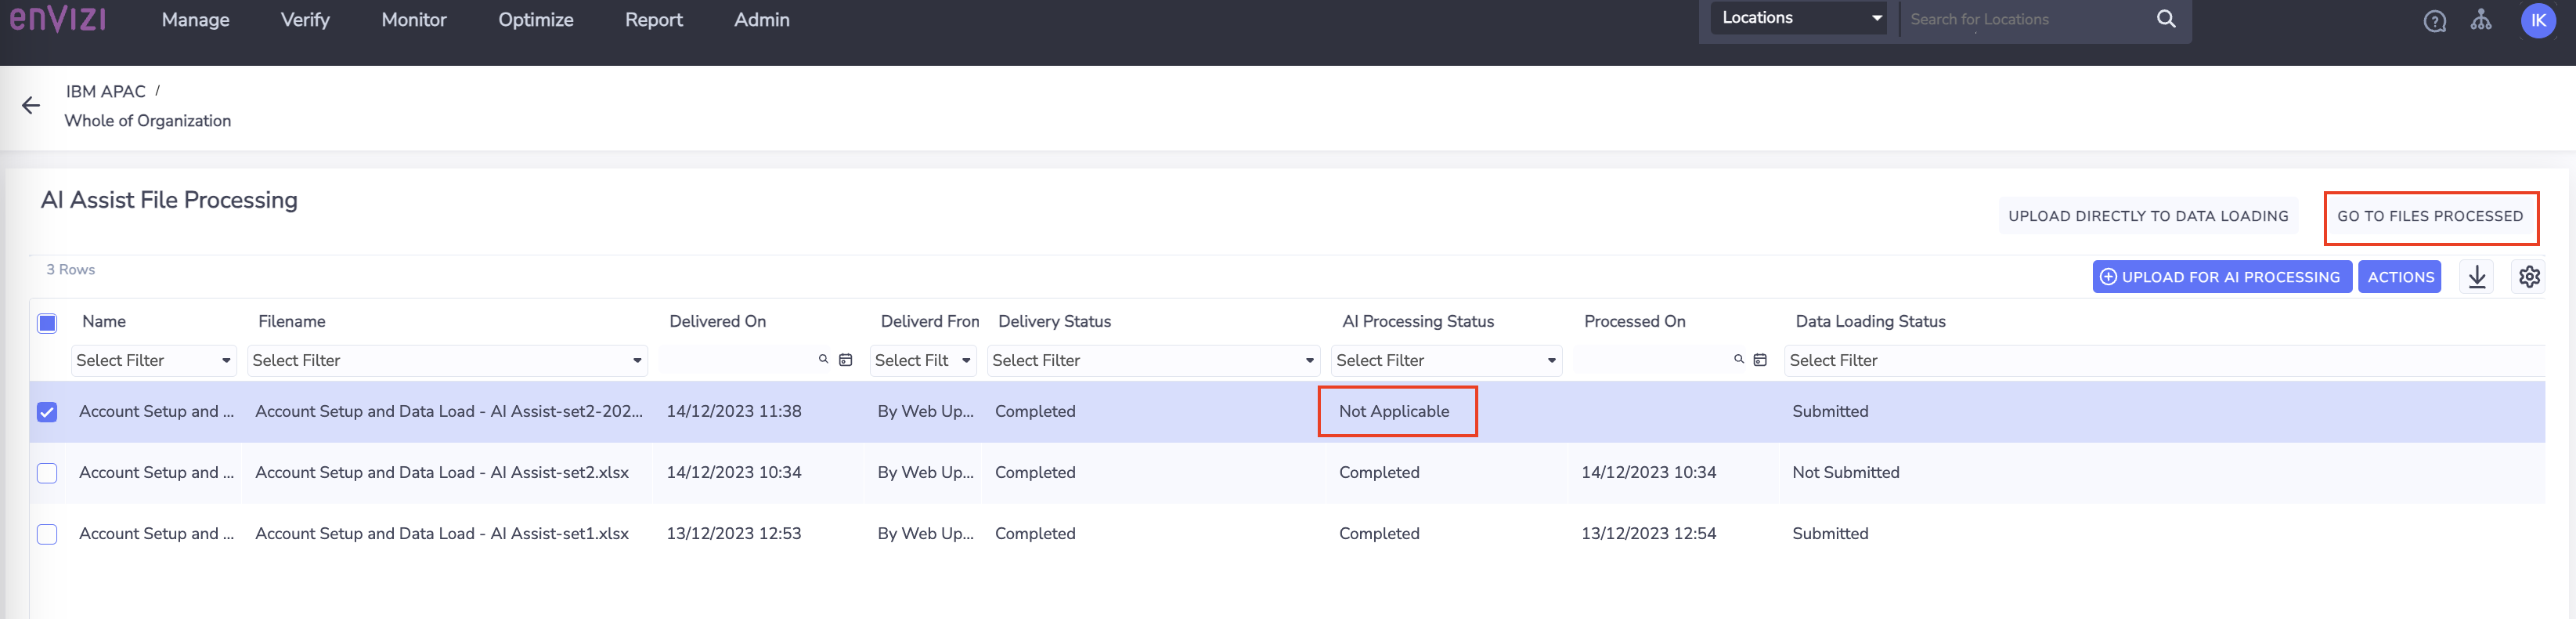 enVizi Manage Verify Monitor Optimize Report Admin Locations Search for Locations IK
IBM APAC /
Whole of Organization
AI Assist File Processing
UPLOAD DIRECTLY TO DATA LOADING GO TO FILES PROCESSED
3 Rows
UPLOAD FOR AI PROCESSING ACTIONS
Name Filename Delivered On Deliverd Fron Delivery Status AI Processing Status Processed On Data Loading Status
Select Filter Select Filter Select Filt Select Filter Select Filter Select Filter
Account Setup and ... Account Setup and Data Load - AI Assist-set2-202... 14/12/2023 11:38 By Web Up... Completed Not Applicable Submitted
Account Setup and ... Account Setup and Data Load - AI Assist-set2.xlsx 14/12/2023 10:34 By Web Up... Completed Completed 14/12/2023 10:34 Not Submitted
Account Setup and ... Account Setup and Data Load - AI Assist-set1.xlsx 13/12/2023 12:53 By Web Up... Completed Completed 13/12/2023 12:54 Submitted